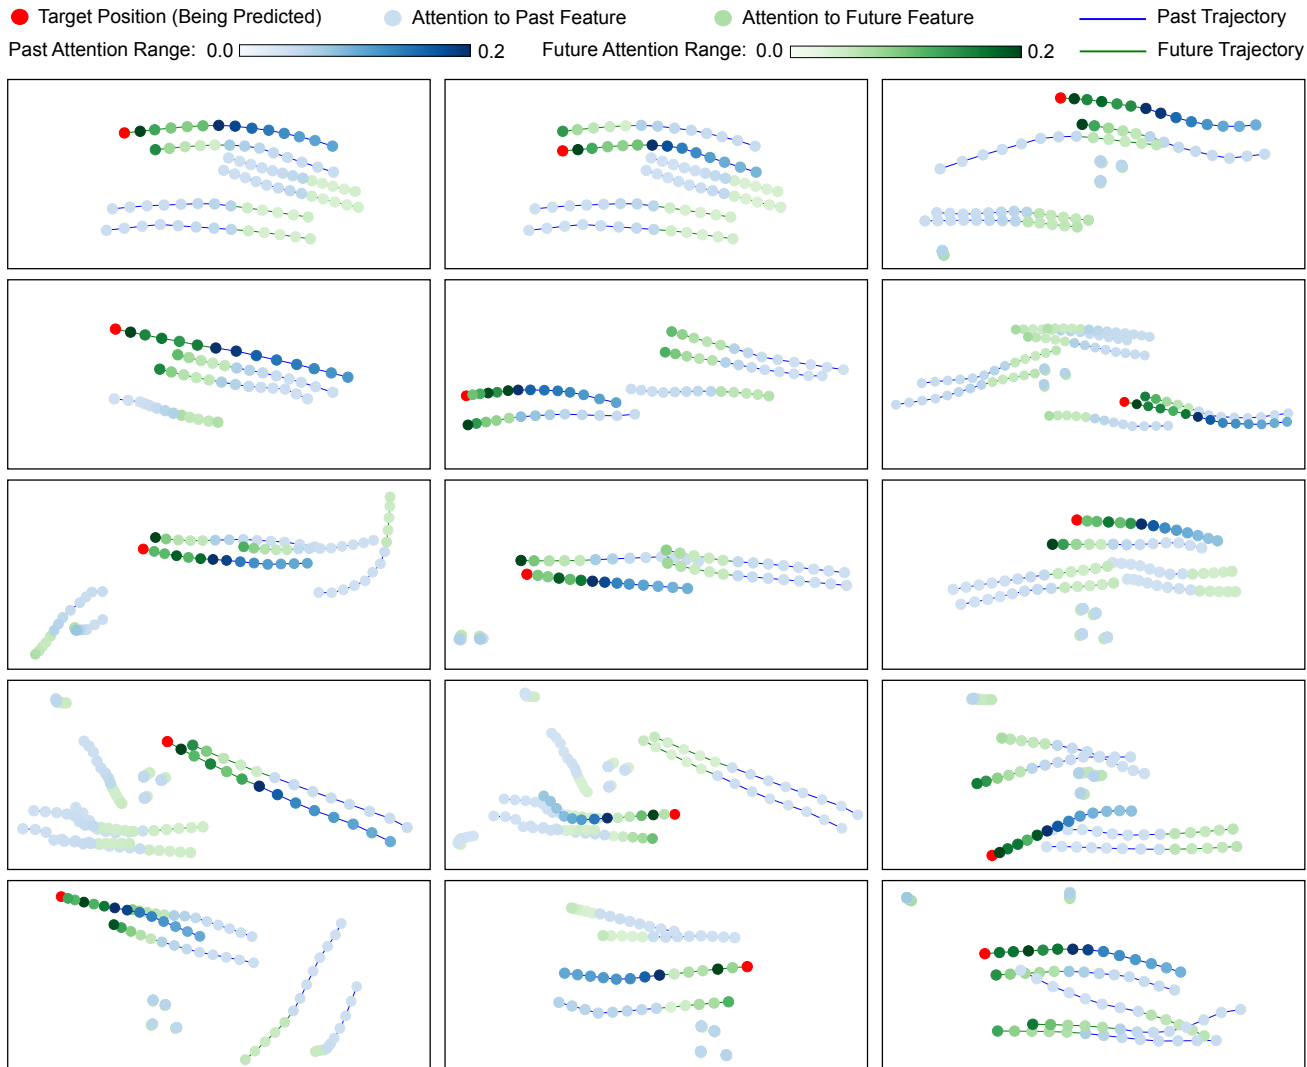 Target Position (Being Predicted) Attention to Past Feature Attention to Future Feature Past Trajectory
Past Attention Range: 0.0 0.2 Future Attention Range: 0.0 0.2 Future Trajectory